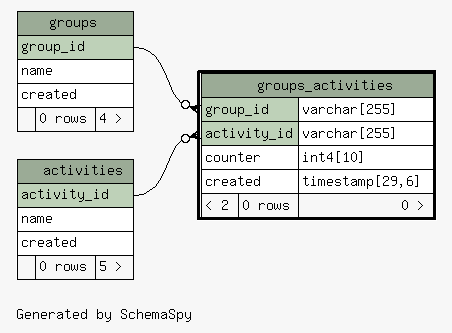 groups
group_id
name
created
0 rows 4 >
groups_activities
group_id varchar[255]
activity_id varchar[255]
counter int4[10]
created timestamp[29,6]
< 2 0 rows 0 >
activities
activity_id
name
created
0 rows 5 >
Generated by SchemaSpy